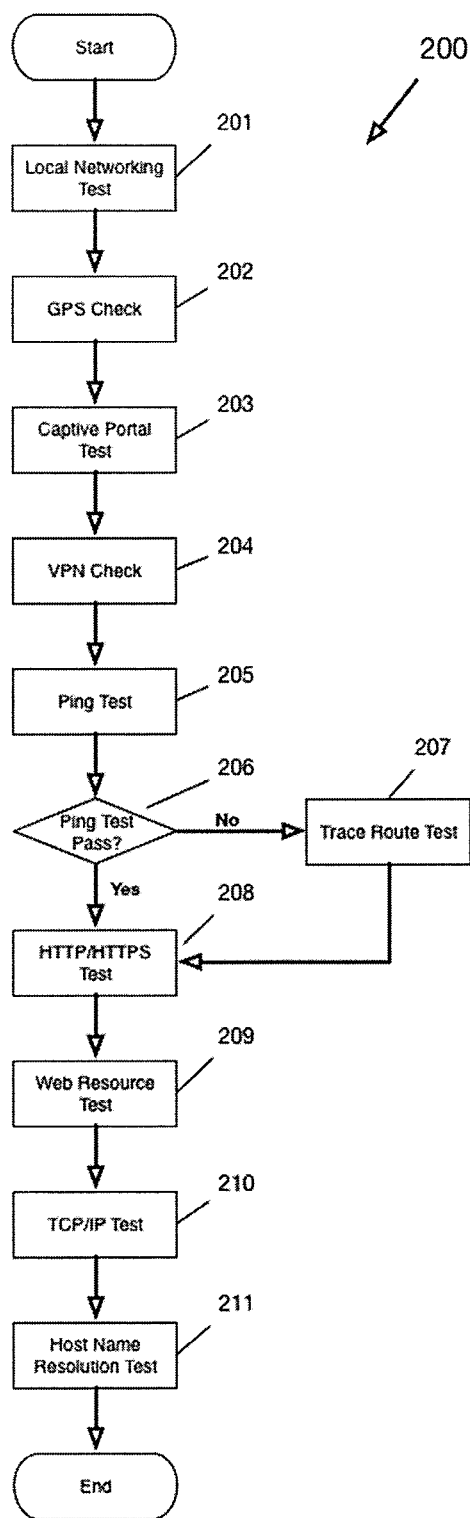 Start
200
201
Local Networking
Test
202
GPS Check
203
Captive Portal
Test
204
VPN Check
205
Ping Test
206
207
Ping Test
Pass?
No
Trace Route Test
Yes
208
HTTP/HTTPS
Test
209
Web Resource
Test
210
TCP/IP Test
211
Host Name
Resolution Test
End